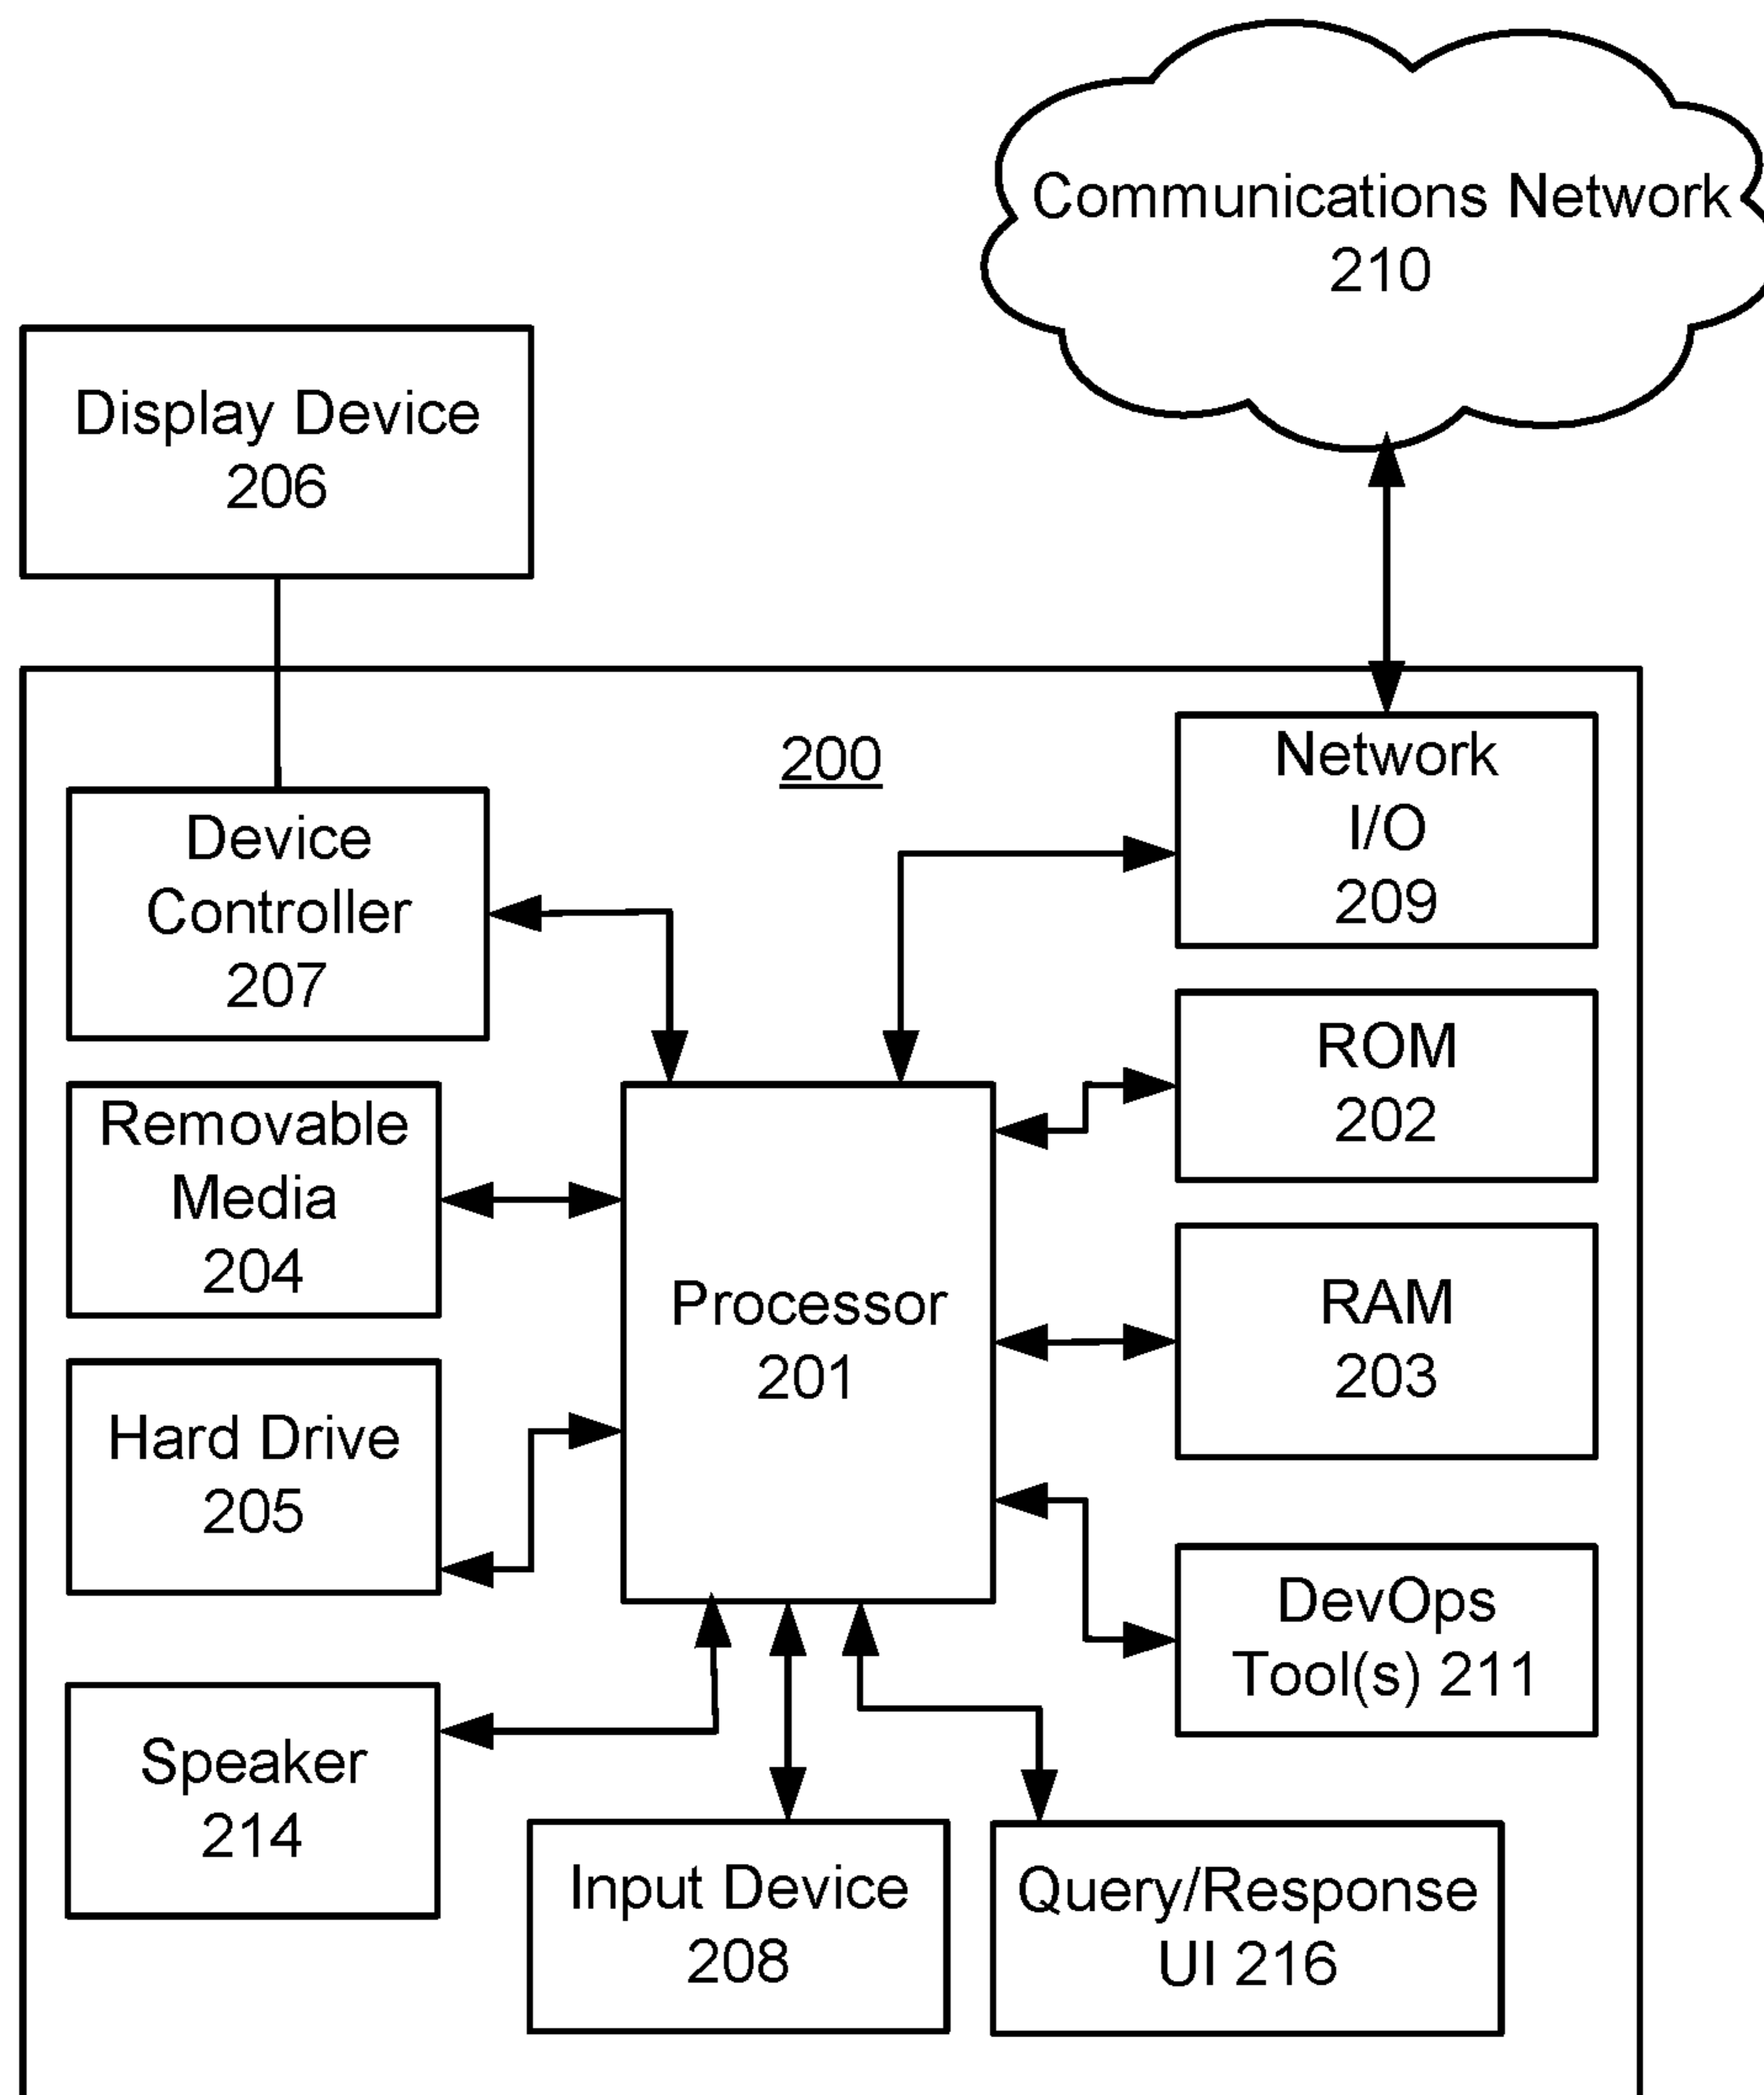 Communications Network
210
Display Device
206
200
Network
I/O
209
Device
Controller
207
ROM
202
Removable
Media
204
Processor
201
RAM
203
Hard Drive
205
DevOps
Tool(s) 211
Speaker
214
Input Device
208
Query/Response
UI 216